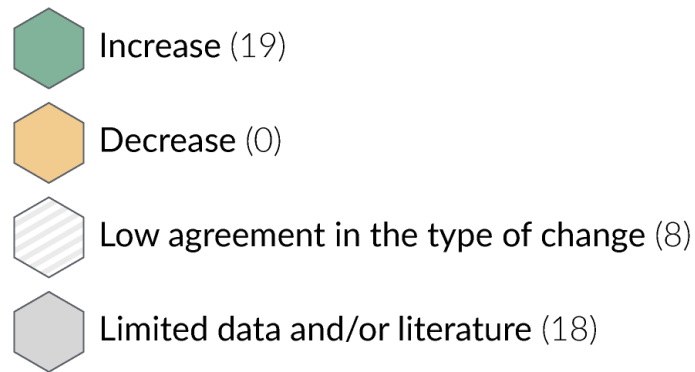 Increase (19)
Decrease (0)
Low agreement in the type of change (8)
Limited data and/or literature (18)